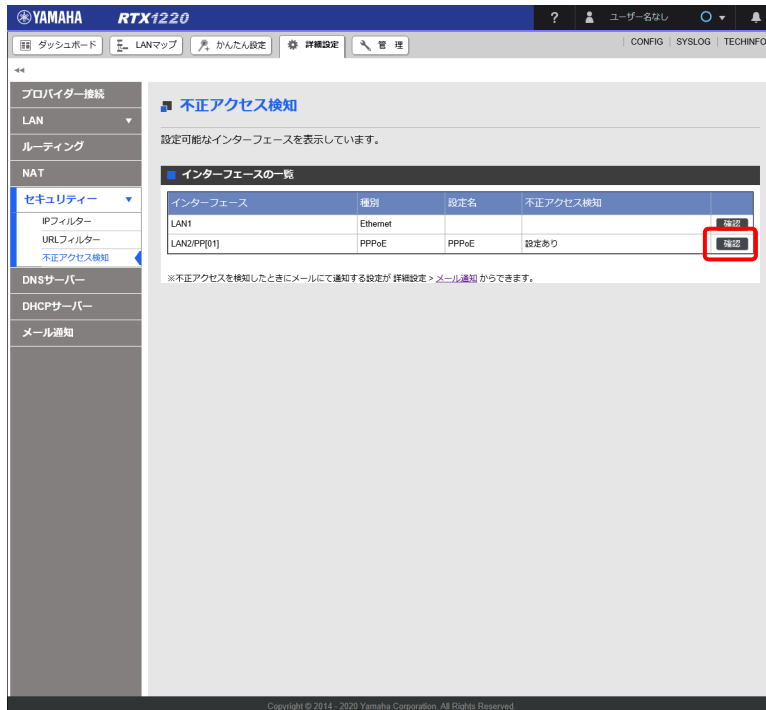 YAMAHA RTX1220 ? ユーザー名なし
ダッシュボード LANマップ かんたん設定 詳細設定 管 理 CONFIG SYSLOG TECHINFO
◂◂
プロバイダー接続
LAN ▼
ルーティング
NAT
セキュリティー ▼
IPフィルター
URLフィルター
不正アクセス検知
DNSサーバー
DHCPサーバー
メール通知
不正アクセス検知
設定可能なインターフェースを表示しています。
インターフェースの一覧
インターフェース 種別 設定名 不正アクセス検知
LAN1 Ethernet 確認
LAN2/PP[01] PPPoE PPPoE 設定あり 確認
※不正アクセスを検知したときにメールにて通知する設定が 詳細設定 > メール通知 からできます。
Copyright © 2014 - 2020 Yamaha Corporation. All Rights Reserved.